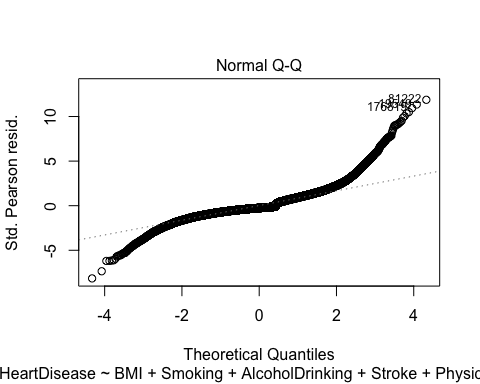 Normal Q-Q
Std. Pearson resid.
10
5
0
-5
81222
-4
-2
0
2
4
Theoretical Quantiles
HeartDisease ~ BMI + Smoking + AlcoholDrinking + Stroke + Physic